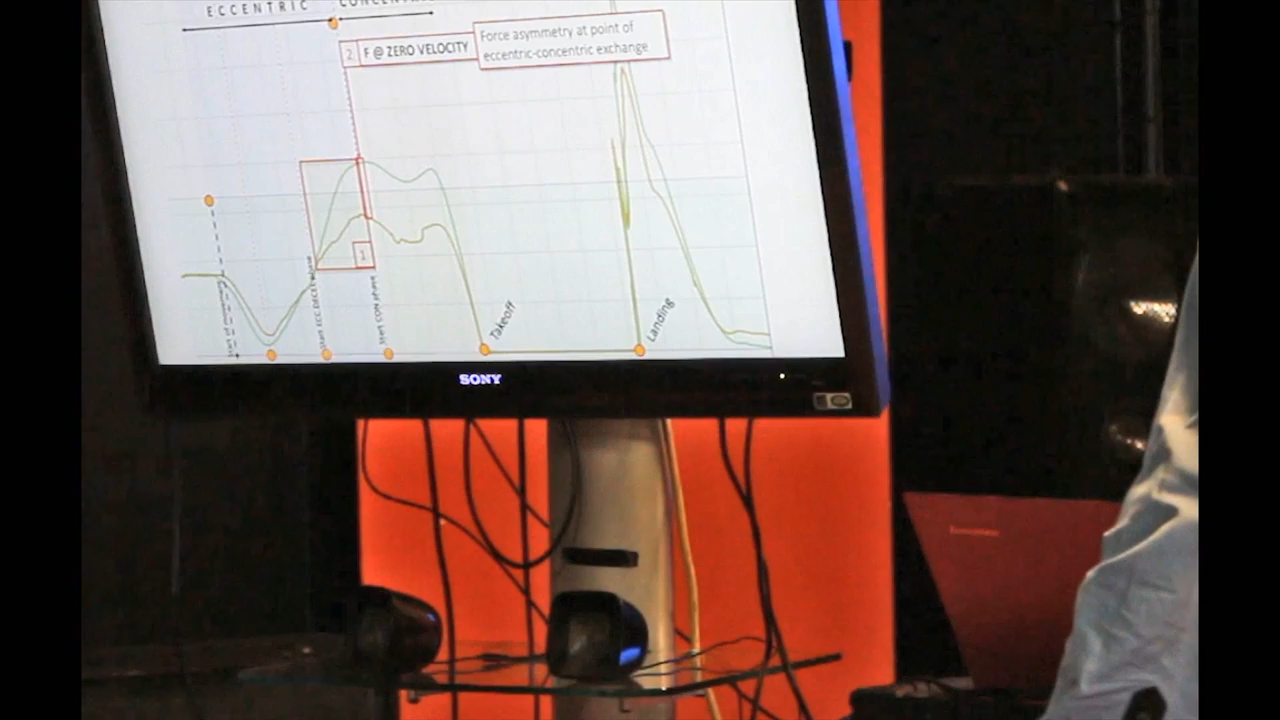 ECCENTRIC
2 F @ ZERO VELOCITY
Force asymmetry at point of
eccentric-concentric exchange
Start ECC DECEL phase
Start CON phase
Takeoff
Landing
SONY